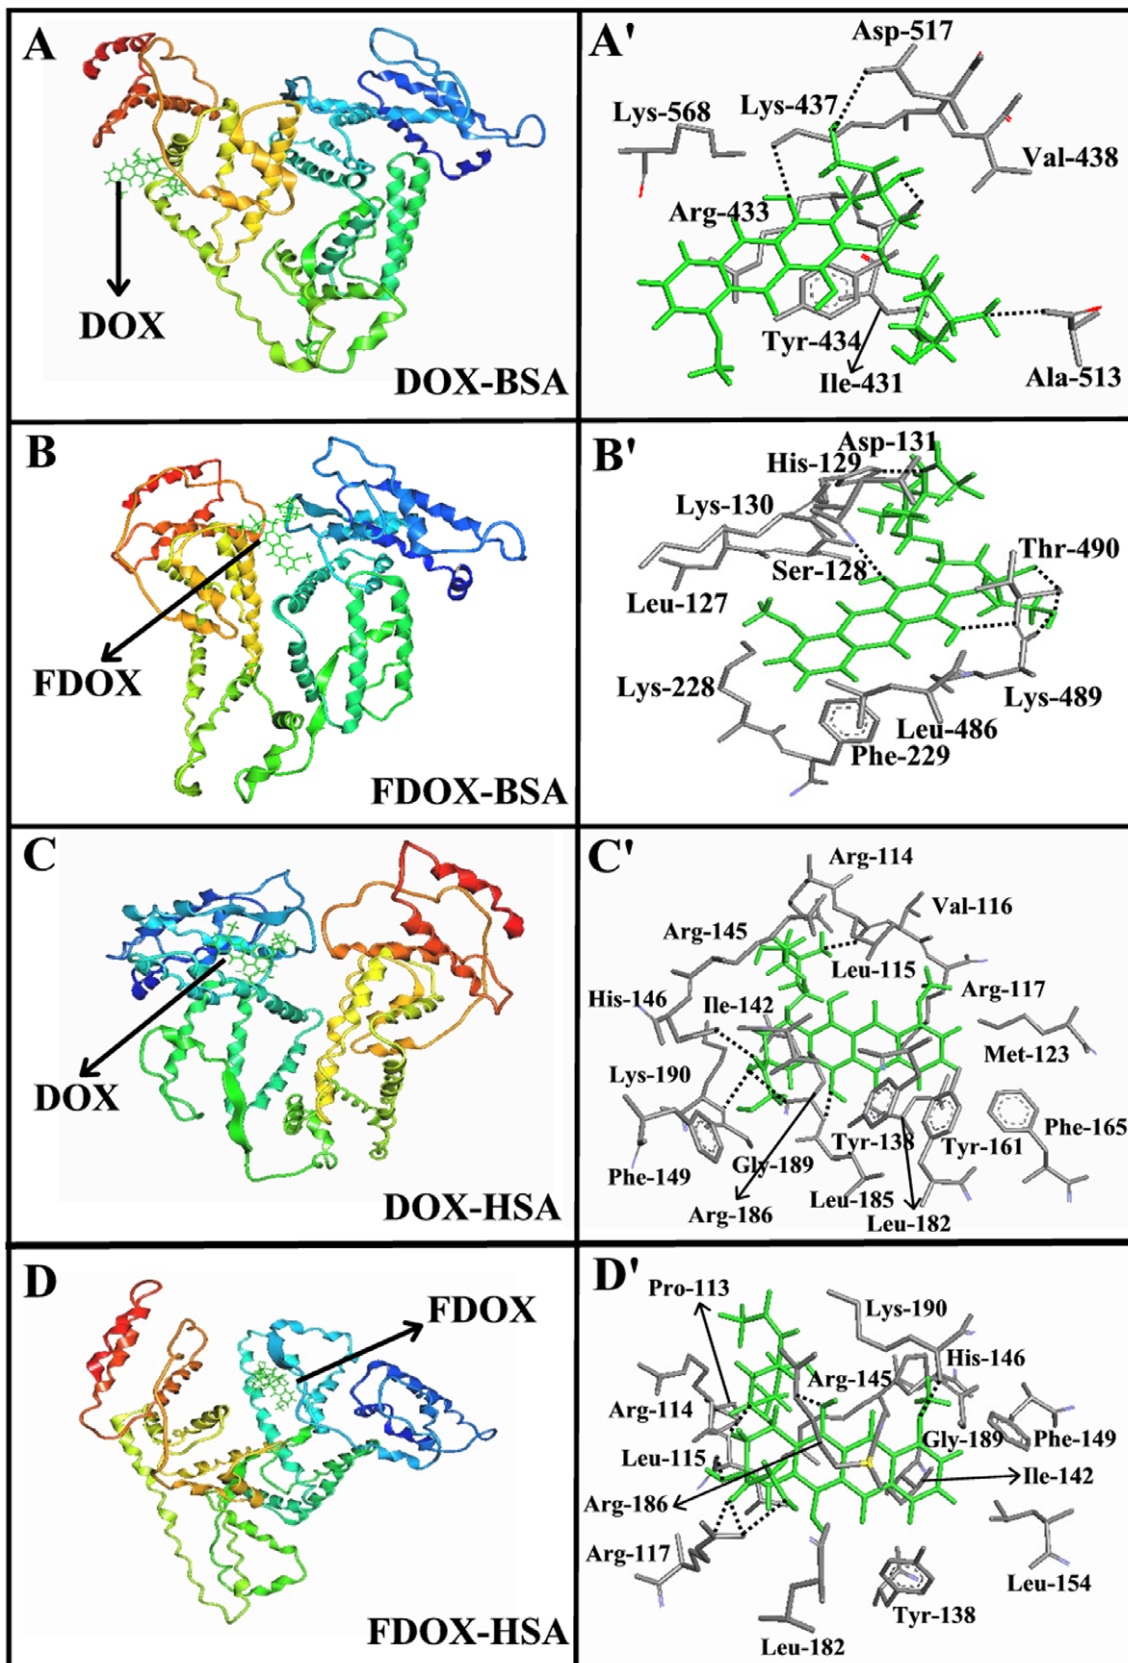 A
DOX
DOX-BSA
A'
Asp-517
Lys-437
Lys-568
Val-438
Arg-433
Tyr-434
Ile-431
Ala-513
B
FDOX
FDOX-BSA
B'
Asp-131
His-129
Lys-130
Thr-490
Ser-128
Leu-127
Lys-228
Lys-489
Leu-486
Phe-229
C
DOX
DOX-HSA
C'
Arg-114
Val-116
Arg-145
Leu-115
Arg-117
His-146
Ile-142
Met-123
Lys-190
Phe-165
Tyr-138
Tyr-161
Gly-189
Phe-149
Leu-185
Arg-186
Leu-182
D
FDOX
FDOX-HSA
D'
Pro-113
Lys-190
His-146
Arg-145
Arg-114
Gly-189
Phe-149
Leu-115
Ile-142
Arg-186
Arg-117
Leu-154
Tyr-138
Leu-182